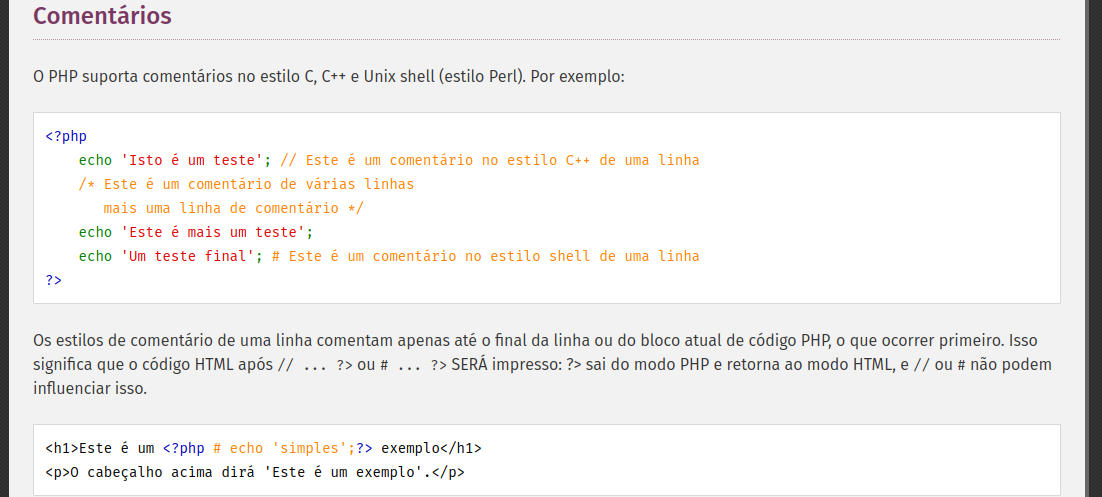 Comentários
O PHP suporta comentários no estilo C, C++ e Unix shell (estilo Perl). Por exemplo:
<?php
    echo 'Isto é um teste'; // Este é um comentário no estilo C++ de uma linha
    /* Este é um comentário de várias linhas
       mais uma linha de comentário */
    echo 'Este é mais um teste';
    echo 'Um teste final'; # Este é um comentário no estilo shell de uma linha
?>
Os estilos de comentário de uma linha comentam apenas até o final da linha ou do bloco atual de código PHP, o que ocorrer primeiro. Isso
significa que o código HTML após // ... ?> ou # ... ?> SERÁ impresso: ?> sai do modo PHP e retorna ao modo HTML, e // ou # não podem
influenciar isso.
<h1>Este é um <?php # echo 'simples';?> exemplo</h1>
<p>O cabeçalho acima dirá 'Este é um exemplo'.</p>